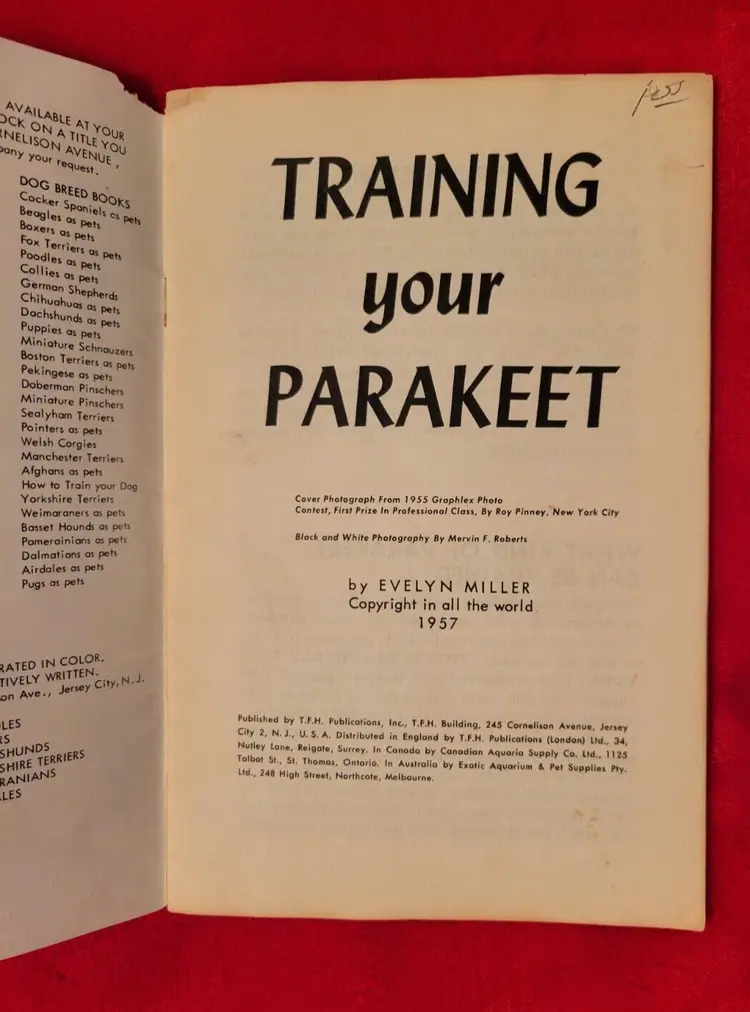 AVAILABLE AT YOUR
OCK ON A TITLE YOU
RNELISON AVENUE,
pany your request.
DOG BREED BOOKS
Cocker Spaniels as pets
Beagles as pets
Boxers as pets
Fox Terriers as pets
Poodles as pets
Collies as pets
German Shepherds
Chihuahuas as pets
Dachshunds as pets
Puppies as pets
Miniature Schnauzers
Boston Terriers as pets
Pekingese as pets
Doberman Pinschers
Miniature Pinschers
Sealyham Terriers
Pointers as pets
Welsh Corgies
Manchester Terriers
Afghans as pets
How to Train your Dog
Yorkshire Terriers
Weimaraners as pets
Basset Hounds as pets
Pomeranians as pets
Dalmations as pets
Airedales as pets
Pugs as pets
RATED IN COLOR.
TIVELY WRITTEN.
on Ave., Jersey City, N.J.
LES
RS
SHUNDS
SHIRE TERRIERS
RANIANS
LES
TRAINING
your
PARAKEET
Cover Photograph From 1955 Graphlex Photo
Contest, First Prize In Professional Class, By Roy Pinney, New York City
Black and White Photography By Mervin F. Roberts
by EVELYN MILLER
Copyright in all the world
1957
Published by T.F.H. Publications, Inc., T.F.H. Building, 245 Cornelison Avenue, Jersey
City 2, N. J., U. S. A. Distributed in England by T.F.H. Publications (London) Ltd., 34,
Nutley Lane, Reigate, Surrey. In Canada by Canadian Aquaria Supply Co. Ltd., 1125
Talbot St., St. Thomas, Ontario. In Australia by Exotic Aquarium & Pet Supplies Pty.
Ltd., 248 High Street, Northcote, Melbourne.